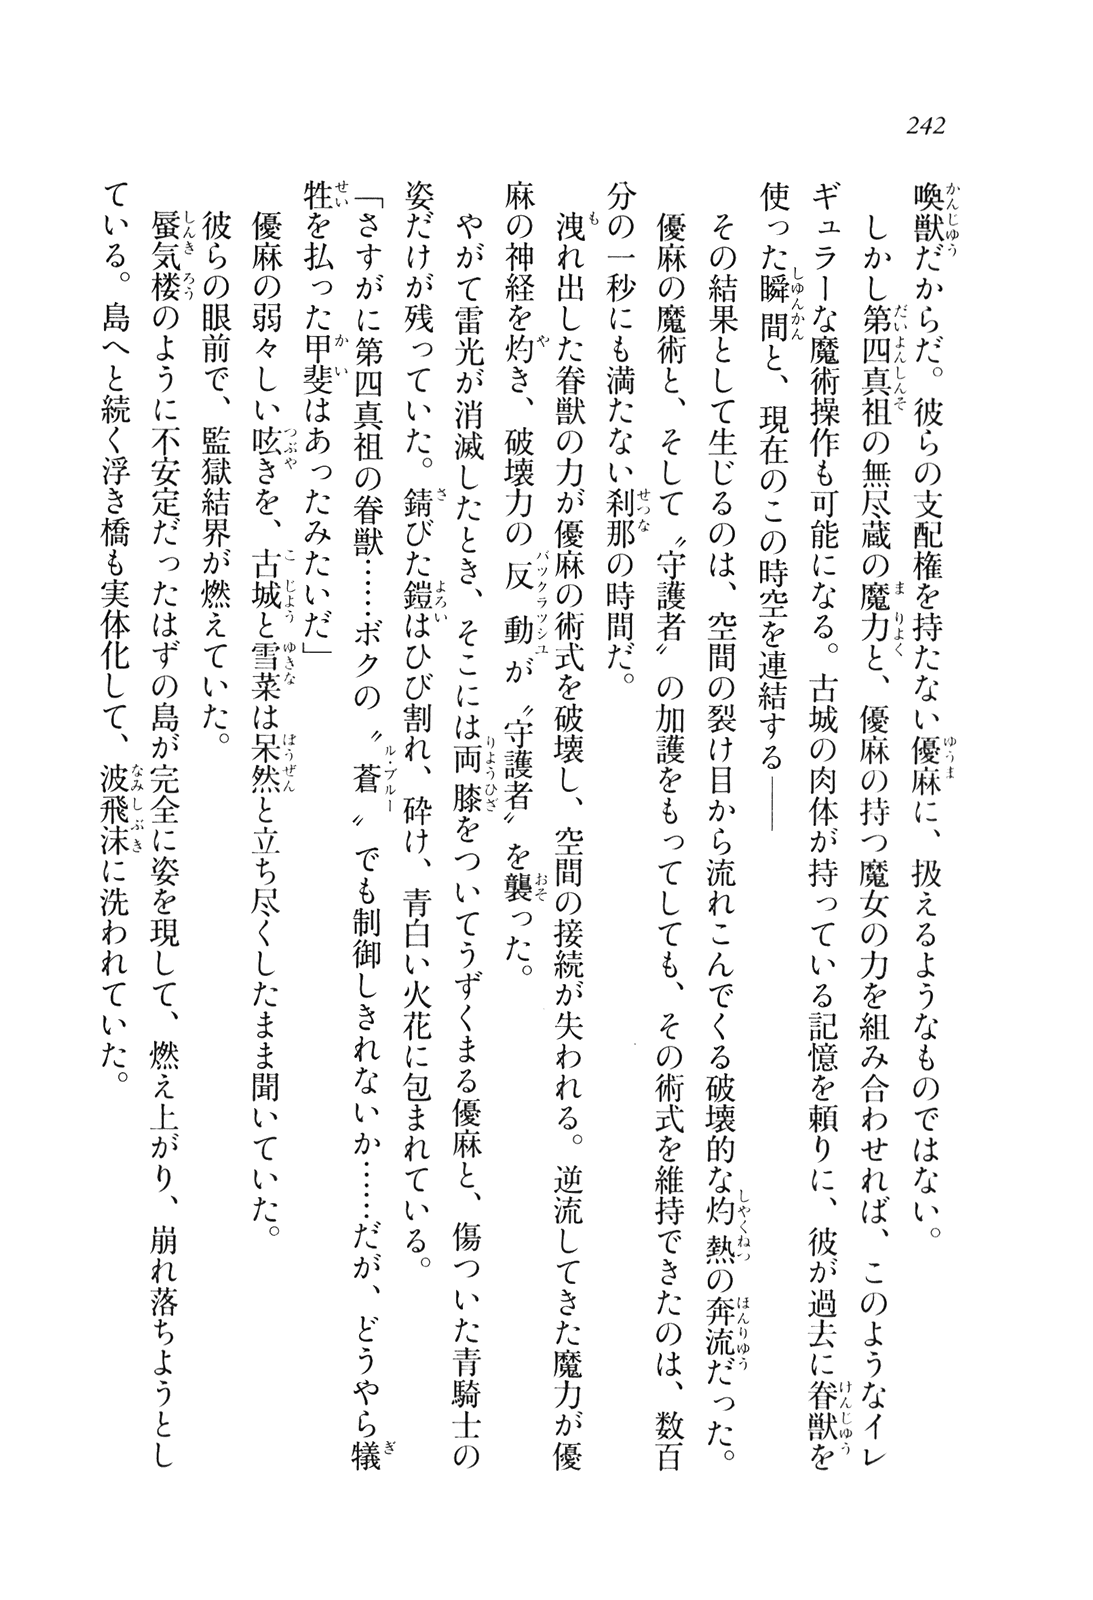 242
喚獣だからだ。彼らの支配権を持たない優麻に、扱えるようなものではない。
しかし第四真祖の無尽蔵の魔力と、優麻の持つ魔女の力を組み合わせれば、このようなイレ
ギュラーな魔術操作も可能になる。古城の肉体が持っている記憶を頼りに、彼が過去に眷獣を
使った瞬間と、現在のこの時空を連結する――
その結果として生じるのは、空間の裂け目から流れこんでくる破壊的な灼熱の奔流だった。
優麻の魔術と、そして〝守護者〟の加護をもってしても、その術式を維持できたのは、数百
分の一秒にも満たない刹那の時間だ。
洩れ出した眷獣の力が優麻の術式を破壊し、空間の接続が失われる。逆流してきた魔力が優
麻の神経を灼き、破壊力の反動が〝守護者〟を襲った。
やがて雷光が消滅したとき、そこには両膝をついてうずくまる優麻と、傷ついた青騎士の
姿だけが残っていた。錆びた鎧はひび割れ、砕け、青白い火花に包まれている。
「さすがに第四真祖の眷獣……ボクの〝蒼〟でも制御しきれないか……だが、どうやら犠
牲を払った甲斐はあったみたいだ」
優麻の弱々しい呟きを、古城と雪菜は呆然と立ち尽くしたまま聞いていた。
彼らの眼前で、監獄結界が燃えていた。
蜃気楼のように不安定だったはずの島が完全に姿を現して、燃え上がり、崩れ落ちようとし
ている。島へと続く浮き橋も実体化して、波飛沫に洗われていた。